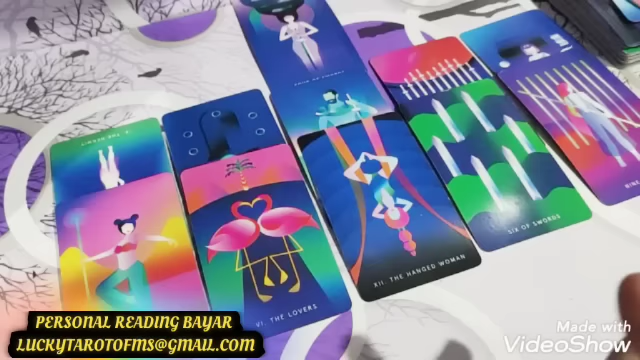 VI. THE LOVERS
XII. THE HANGED WOMAN
SIX OF SWORDS
NINE
PERSONAL READING BAYAR
LUCKYTAROTOFMS@GMAIL.COM
Made with
VideoShow